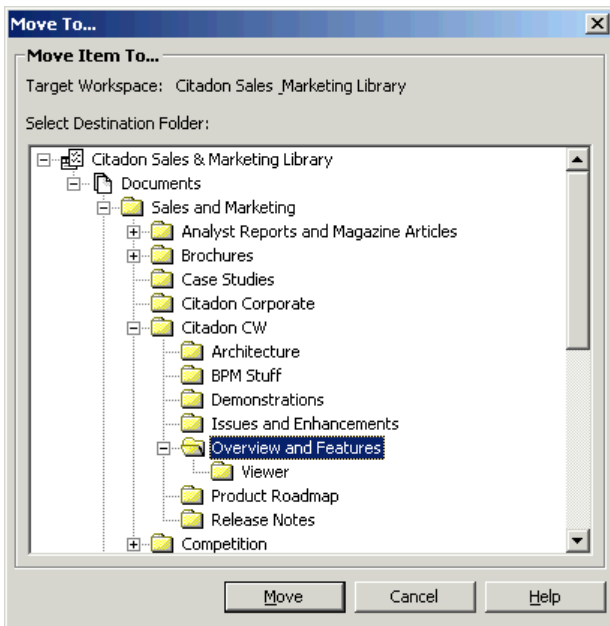 Move To...
Move Item To...
Target Workspace: Citadon Sales _Marketing Library
Select Destination Folder:
Citadon Sales & Marketing Library
Documents
Sales and Marketing
Analyst Reports and Magazine Articles
Brochures
Case Studies
Citadon Corporate
Citadon CW
Architecture
BPM Stuff
Demonstrations
Issues and Enhancements
Overview and Features
Viewer
Product Roadmap
Release Notes
Competition
Move Cancel Help